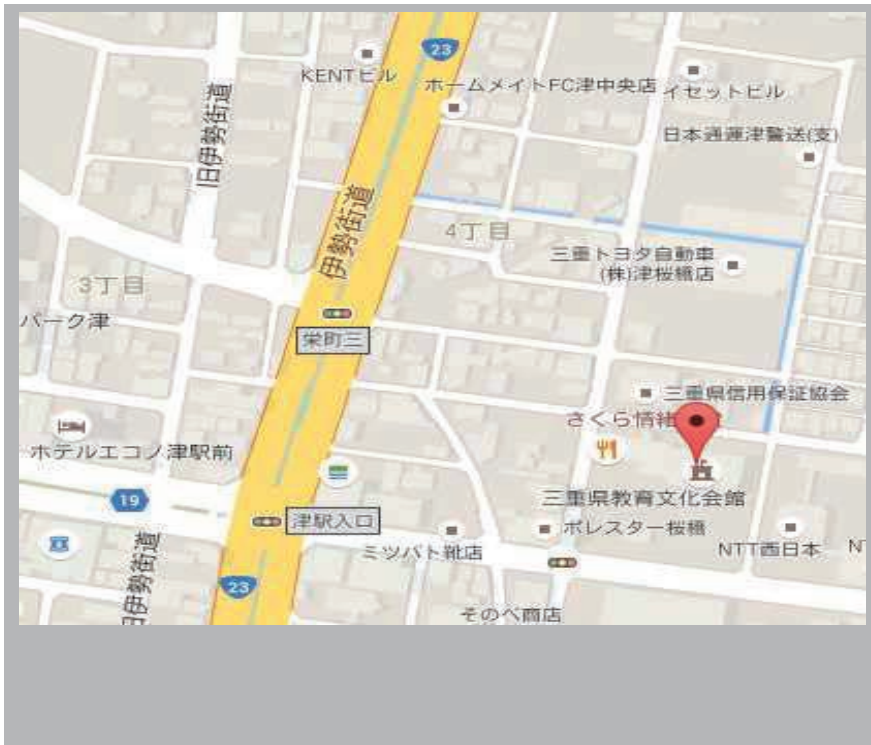 23
KENTビル
ホームメイトFC津中央店
イセットビル
旧伊勢街道
日本通運津警送(支)
伊勢街道
4丁目
三重トヨタ自動車
(株)津桜橋店
3丁目
パーク津
栄町三
三重県信用保証協会
さくら情緒
ホテルエコノ津駅前
19
津駅入口
三重県教育文化会館
ポレスター桜橋
ミツバト靴店
NTT西日本
旧伊勢街道
23
そのべ商店